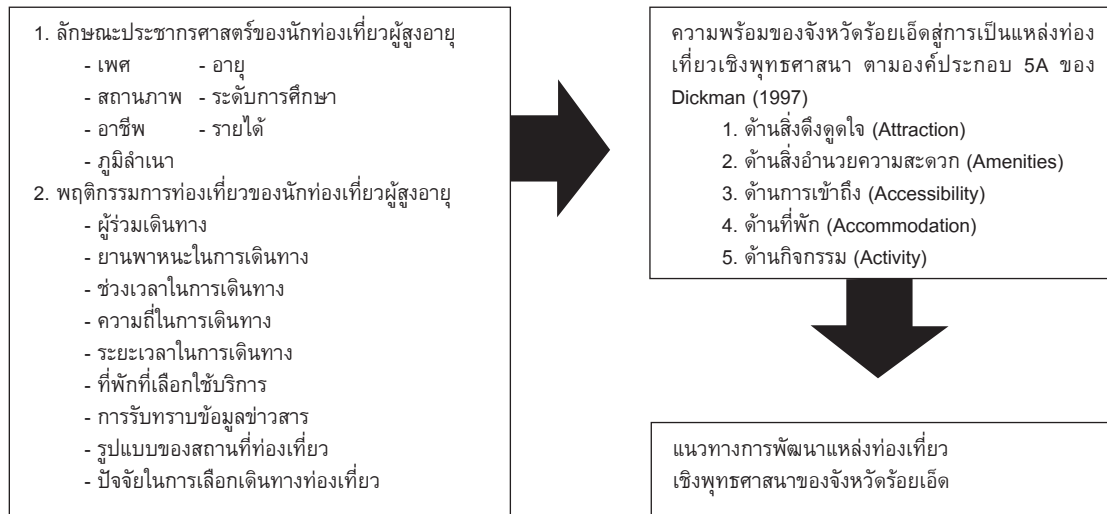 1. ลักษณะประชากรศาสตร์ของนักท่องเที่ยวผู้สูงอายุ
- เพศ - อายุ
- สถานภาพ - ระดับการศึกษา
- อาชีพ - รายได้
- ภูมิลำเนา
2. พฤติกรรมการท่องเที่ยวของนักท่องเที่ยวผู้สูงอายุ
- ผู้ร่วมเดินทาง
- ยานพาหนะในการเดินทาง
- ช่วงเวลาในการเดินทาง
- ความถี่ในการเดินทาง
- ระยะเวลาในการเดินทาง
- ที่พักที่เลือกใช้บริการ
- การรับทราบข้อมูลข่าวสาร
- รูปแบบของสถานที่ท่องเที่ยว
- ปัจจัยในการเลือกเดินทางท่องเที่ยว
ความพร้อมของจังหวัดร้อยเอ็ดสู่การเป็นแหล่งท่อง
เที่ยวเชิงพุทธศาสนา ตามองค์ประกอบ 5A ของ
Dickman (1997)
1. ด้านสิ่งดึงดูดใจ (Attraction)
2. ด้านสิ่งอำนวยความสะดวก (Amenities)
3. ด้านการเข้าถึง (Accessibility)
4. ด้านที่พัก (Accommodation)
5. ด้านกิจกรรม (Activity)
แนวทางการพัฒนาแหล่งท่องเที่ยว
เชิงพุทธศาสนาของจังหวัดร้อยเอ็ด